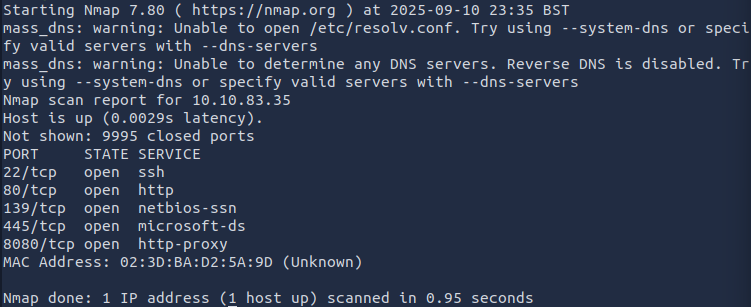 Starting Nmap 7.80 ( https://nmap.org ) at 2025-09-10 23:35 BST
mass_dns: warning: Unable to open /etc/resolv.conf. Try using --system-dns or speci
fy valid servers with --dns-servers
mass_dns: warning: Unable to determine any DNS servers. Reverse DNS is disabled. Tr
y using --system-dns or specify valid servers with --dns-servers
Nmap scan report for 10.10.83.35
Host is up (0.0029s latency).
Not shown: 9995 closed ports
PORT     STATE SERVICE
22/tcp   open  ssh
80/tcp   open  http
139/tcp  open  netbios-ssn
445/tcp  open  microsoft-ds
8080/tcp open  http-proxy
MAC Address: 02:3D:BA:D2:5A:9D (Unknown)
Nmap done: 1 IP address (1 host up) scanned in 0.95 seconds